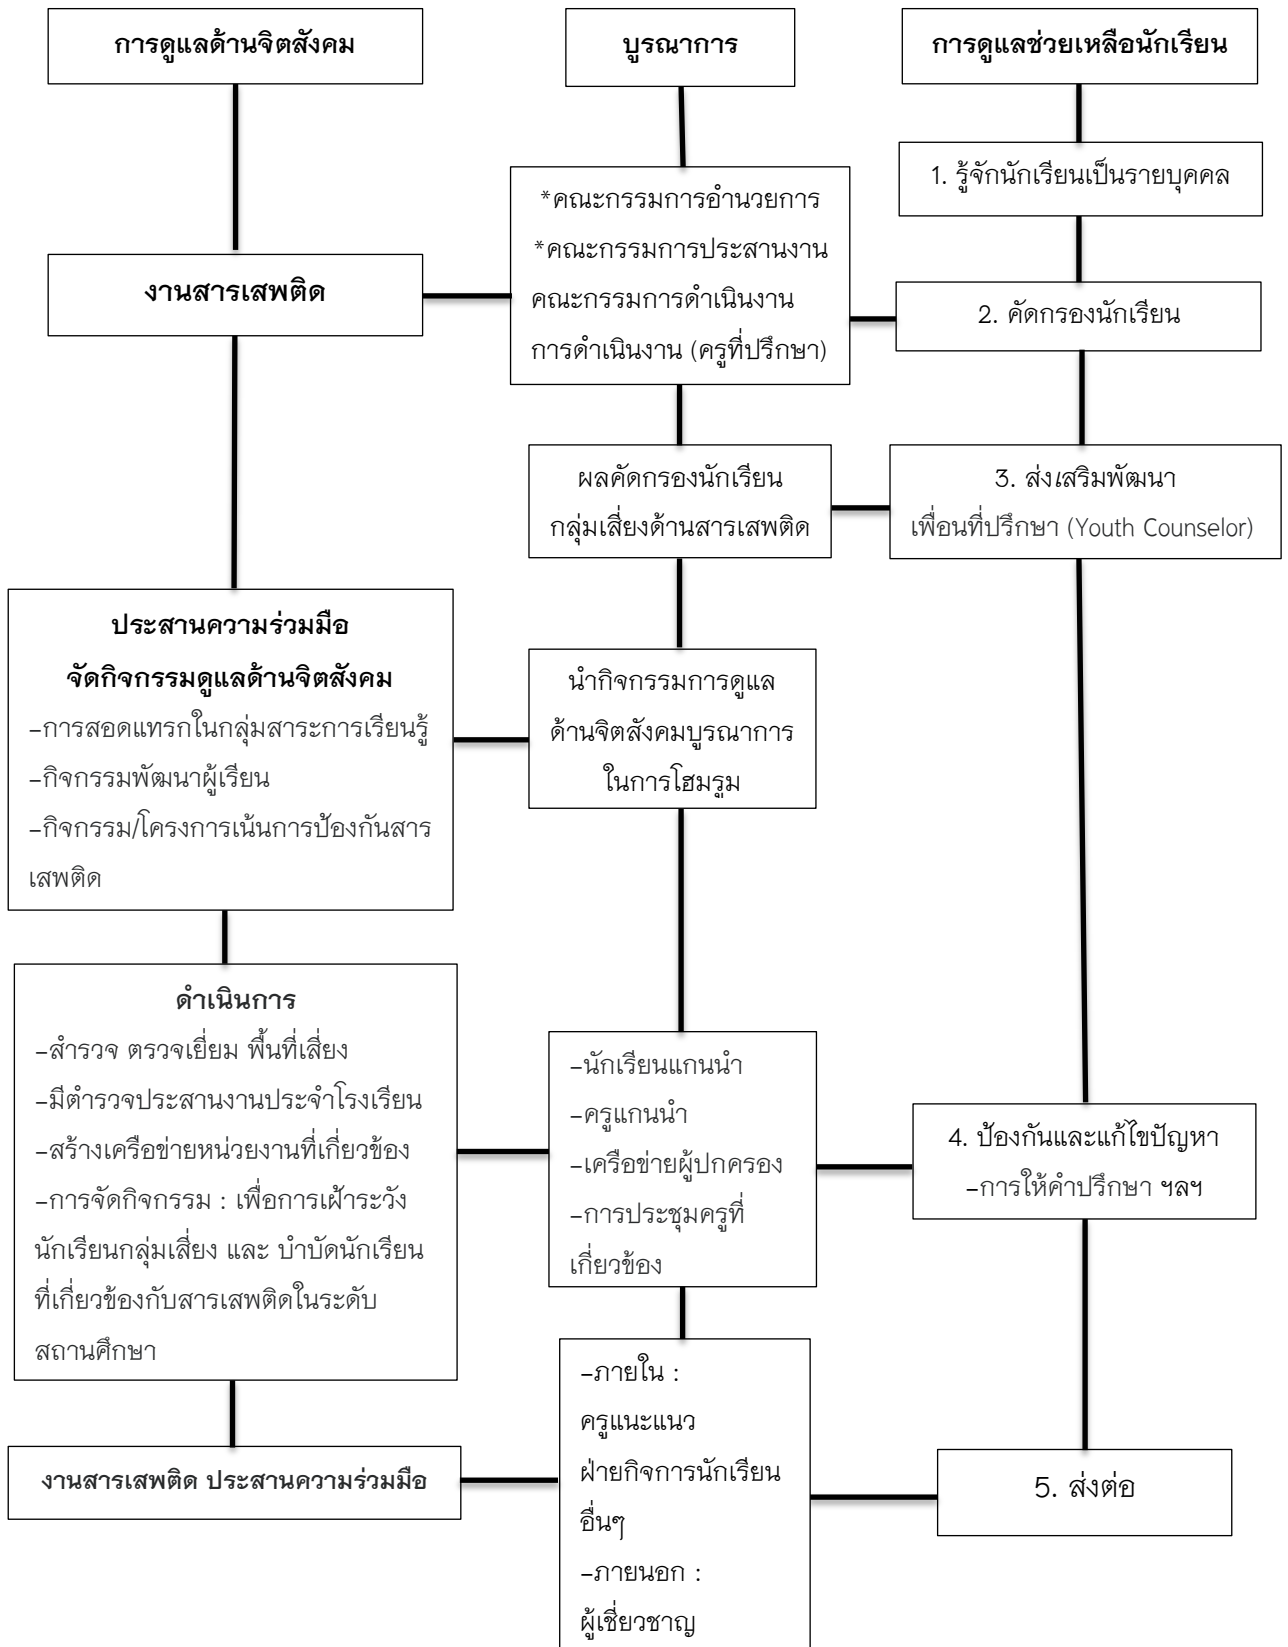 การดูแลด้านจิตสังคม
บูรณาการ
การดูแลช่วยเหลือนักเรียน
1. รู้จักนักเรียนเป็นรายบุคคล
*คณะกรรมการอำนวยการ
*คณะกรรมการประสานงาน
คณะกรรมการดำเนินงาน
การดำเนินงาน (ครูที่ปรึกษา)
งานสารเสพติด
2. คัดกรองนักเรียน
ผลคัดกรองนักเรียน
กลุ่มเสี่ยงด้านสารเสพติด
3. ส่งเสริมพัฒนา
เพื่อนที่ปรึกษา (Youth Counselor)
ประสานความร่วมมือ
จัดกิจกรรมดูแลด้านจิตสังคม
-การสอดแทรกในกลุ่มสาระการเรียนรู้
-กิจกรรมพัฒนาผู้เรียน
-กิจกรรม/โครงการเน้นการป้องกันสาร
เสพติด
นำกิจกรรมการดูแล
ด้านจิตสังคมบูรณาการ
ในการโฮมรูม
ดำเนินการ
-สำรวจ ตรวจเยี่ยม พื้นที่เสี่ยง
-มีตำรวจประสานงานประจำโรงเรียน
-สร้างเครือข่ายหน่วยงานที่เกี่ยวข้อง
-การจัดกิจกรรม : เพื่อการเฝ้าระวัง
นักเรียนกลุ่มเสี่ยง และ บำบัดนักเรียน
ที่เกี่ยวข้องกับสารเสพติดในระดับ
สถานศึกษา
-นักเรียนแกนนำ
-ครูแกนนำ
-เครือข่ายผู้ปกครอง
-การประชุมครูที่
เกี่ยวข้อง
4. ป้องกันและแก้ไขปัญหา
-การให้คำปรึกษา ฯลฯ
งานสารเสพติด ประสานความร่วมมือ
-ภายใน :
ครูแนะแนว
ฝ่ายกิจการนักเรียน
อื่นๆ
-ภายนอก :
ผู้เชี่ยวชาญ
5. ส่งต่อ